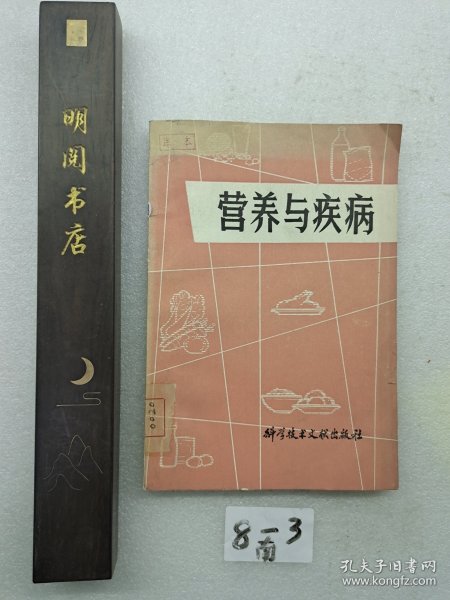 明阅书店
营养与疾病
00300
科学技术文献出版社
8-3
南
孔夫子旧书网
www.kongfz.com